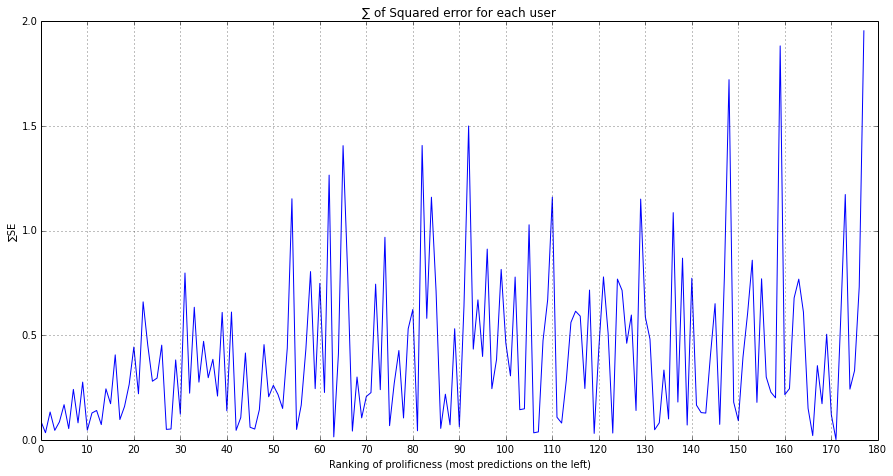 ∑ of Squared error for each user
2.0
1.5
1.0
0.5
0.0
∑SE
0 10 20 30 40 50 60 70 80 90 100 110 120 130 140 150 160 170 180
Ranking of prolificness (most predictions on the left)